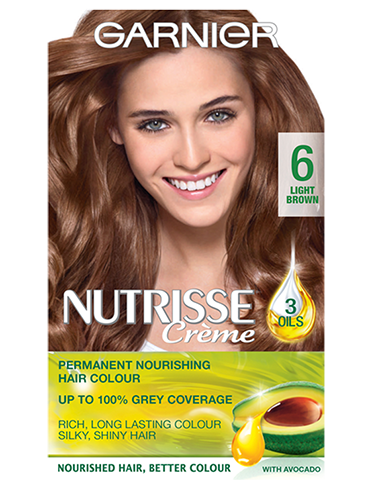 GARNIER
6
LIGHT
BROWN
NUTRISSE
Crème
3
OILS
PERMANENT NOURISHING
HAIR COLOUR
UP TO 100% GREY COVERAGE
RICH, LONG LASTING COLOUR
SILKY, SHINY HAIR
NOURISHED HAIR, BETTER COLOUR
WITH AVOCADO